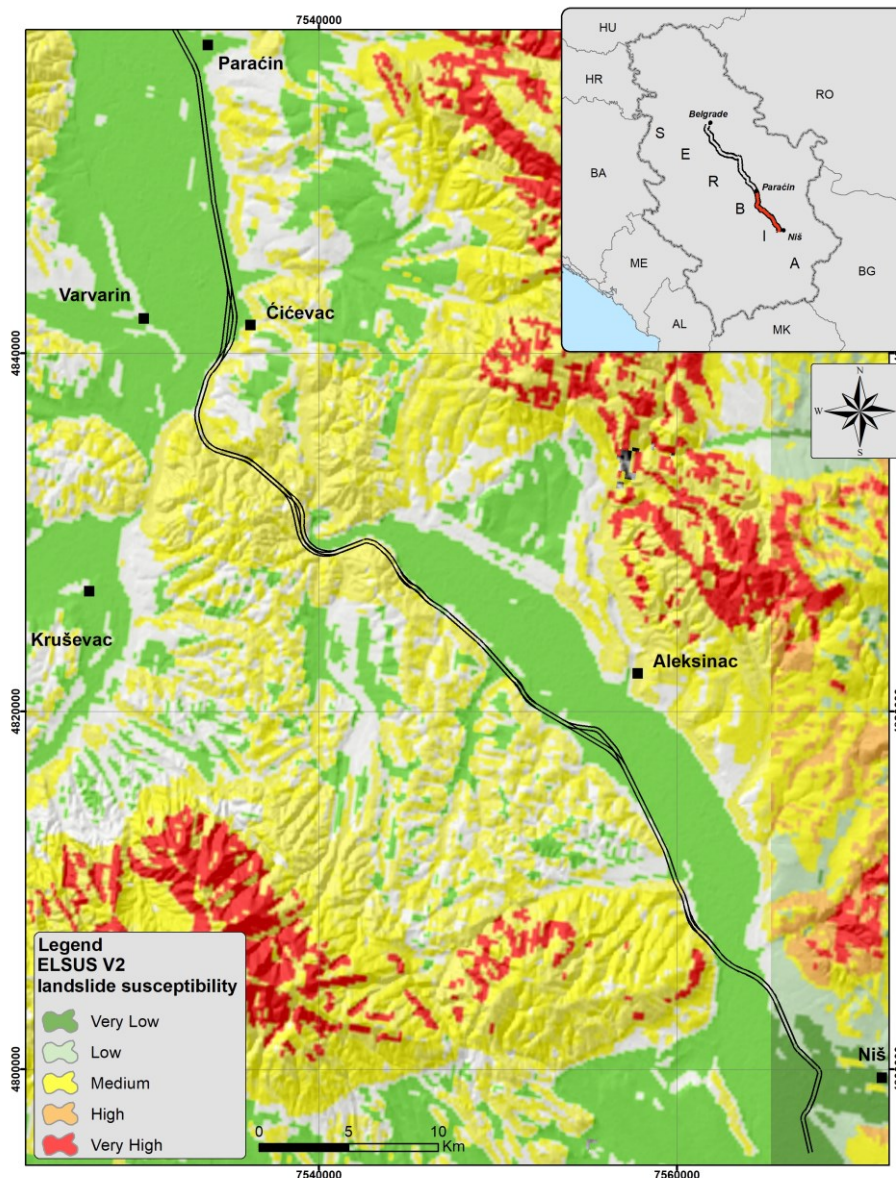 7540000
HU
HR
RO
Belgrade
S
E
R
B
I
A
BA
Paraćin
Niš
ME
BG
AL
MK
Paraćin
Varvarin
Ćićevac
4840000
N
W
E
S
Kruševac
Aleksinac
4820000
Legend
ELSUS V2
landslide susceptibility
Very Low
Low
Medium
High
Very High
Niš
4800000
0 5 10
Km
7540000
7560000